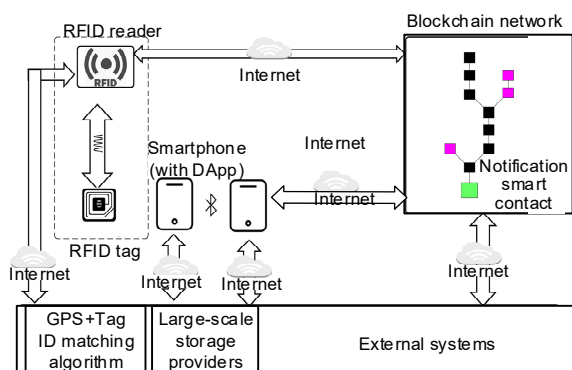 RFID reader
Blockchain network
RFID
Internet
Smartphone
(with DApp)
Internet
Internet
Notification
smart
contact
RFID tag
Internet
Internet
Internet
Internet
GPS+Tag
ID matching
algorithm
Large-scale
storage
providers
External systems